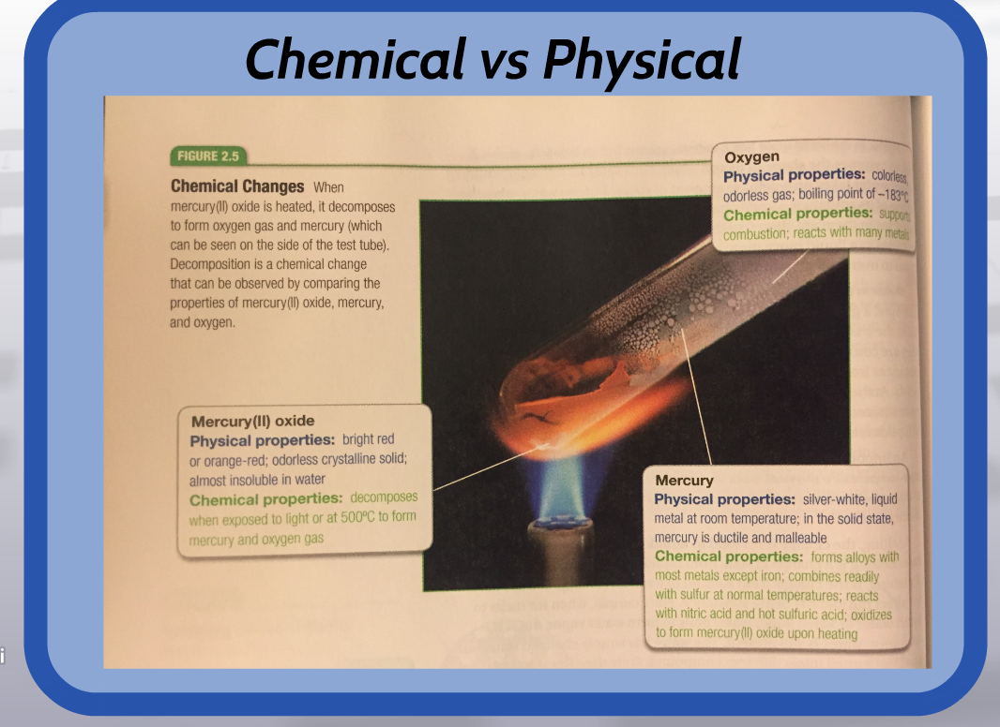 Chemical vs Physical
FIGURE 2.5
Chemical Changes When
mercury(II) oxide is heated, it decomposes
to form oxygen gas and mercury (which
can be seen on the side of the test tube).
Decomposition is a chemical change
that can be observed by comparing the
properties of mercury(II) oxide, mercury,
and oxygen.
Oxygen
Physical properties: colorless,
odorless gas; boiling point of –183ºC
Chemical properties: supports
combustion; reacts with many metals
Mercury(II) oxide
Physical properties: bright red
or orange-red; odorless crystalline solid;
almost insoluble in water
Chemical properties: decomposes
when exposed to light or at 500ºC to form
mercury and oxygen gas
Mercury
Physical properties: silver-white, liquid
metal at room temperature; in the solid state,
mercury is ductile and malleable
Chemical properties: forms alloys with
most metals except iron; combines readily
with sulfur at normal temperatures; reacts
with nitric acid and hot sulfuric acid; oxidizes
to form mercury(II) oxide upon heating
i